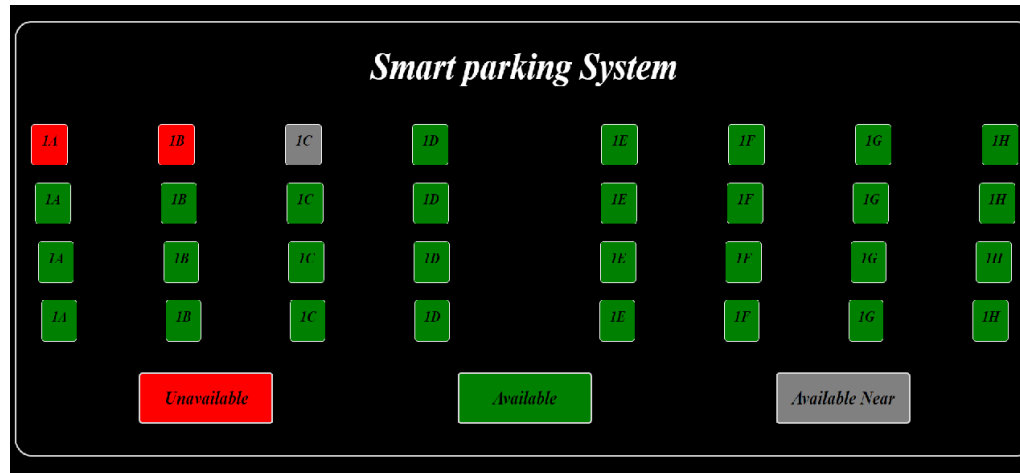 Smart parking System
1A 1B 1C 1D 1E 1F 1G 1H
1A 1B 1C 1D 1E 1F 1G 1H
1A 1B 1C 1D 1E 1F 1G 1H
1A 1B 1C 1D 1E 1F 1G 1H
Unavailable Available Available Near